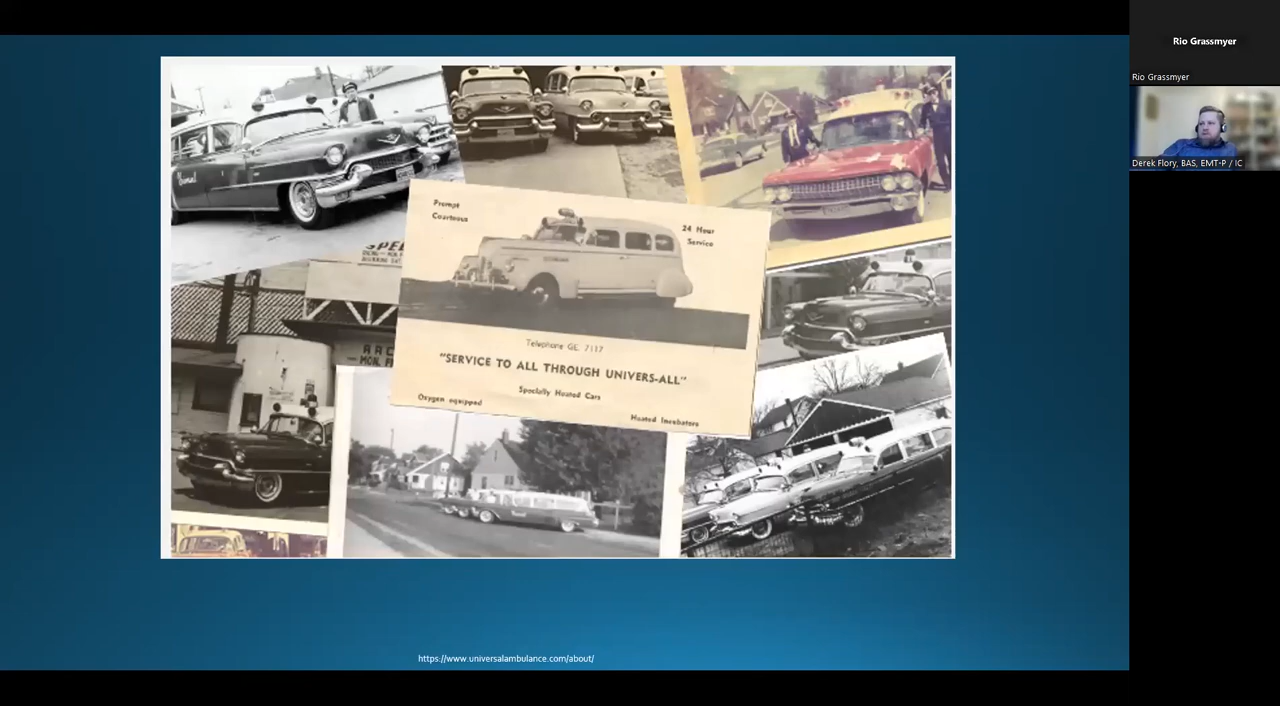 Prompt
Courteous
24 Hour
Service
Telephone GE. 7117
"SERVICE TO ALL THROUGH UNIVERS-ALL"
Specially Heated Cars
Oxygen equipped
Heated Incubators
https://www.universalambulance.com/about/
Rio Grassmyer
Rio Grassmyer
Derek Flory, BAS, EMT-P / IC